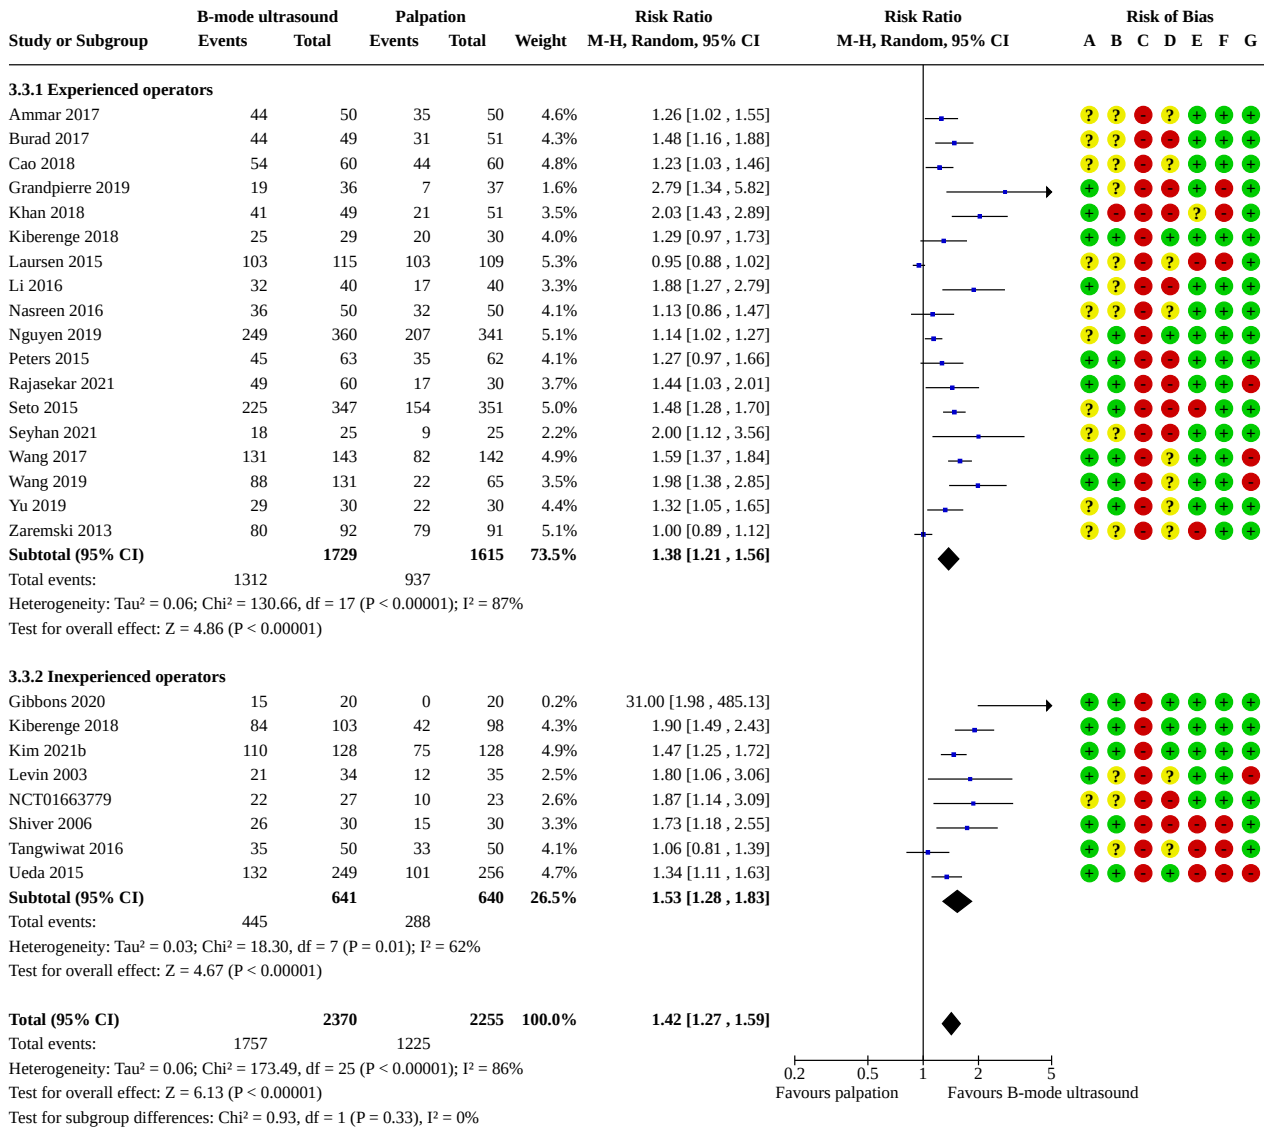 B-mode ultrasound Palpation Risk Ratio Risk Ratio Risk of Bias
Study or Subgroup Events Total Events Total Weight M-H, Random, 95% CI M-H, Random, 95% CI A B C D E F G
3.3.1 Experienced operators
Ammar 2017 44 50 35 50 4.6% 1.26 [1.02 , 1.55] ? ? - ? + + +
Burad 2017 44 49 31 51 4.3% 1.48 [1.16 , 1.88] ? ? - - + + +
Cao 2018 54 60 44 60 4.8% 1.23 [1.03 , 1.46] ? ? - ? + + +
Grandpierre 2019 19 36 7 37 1.6% 2.79 [1.34 , 5.82] + ? - - + - +
Khan 2018 41 49 21 51 3.5% 2.03 [1.43 , 2.89] + - - - ? - +
Kiberenge 2018 25 29 20 30 4.0% 1.29 [0.97 , 1.73] + + - + + + +
Laursen 2015 103 115 103 109 5.3% 0.95 [0.88 , 1.02] ? ? - ? - - +
Li 2016 32 40 17 40 3.3% 1.88 [1.27 , 2.79] + ? - - + + +
Nasreen 2016 36 50 32 50 4.1% 1.13 [0.86 , 1.47] ? ? - ? + + +
Nguyen 2019 249 360 207 341 5.1% 1.14 [1.02 , 1.27] ? + - + + + +
Peters 2015 45 63 35 62 4.1% 1.27 [0.97 , 1.66] + + - - + + +
Rajasekar 2021 49 60 17 30 3.7% 1.44 [1.03 , 2.01] + + - - + + -
Seto 2015 225 347 154 351 5.0% 1.48 [1.28 , 1.70] ? + - - - + +
Seyhan 2021 18 25 9 25 2.2% 2.00 [1.12 , 3.56] ? ? - - + + +
Wang 2017 131 143 82 142 4.9% 1.59 [1.37 , 1.84] + + - ? + + -
Wang 2019 88 131 22 65 3.5% 1.98 [1.38 , 2.85] + + - ? + + -
Yu 2019 29 30 22 30 4.4% 1.32 [1.05 , 1.65] ? + - ? + + +
Zaremski 2013 80 92 79 91 5.1% 1.00 [0.89 , 1.12] ? ? - ? - + +
Subtotal (95% CI) 1729 1615 73.5% 1.38 [1.21 , 1.56]
Total events: 1312 937
Heterogeneity: Tau² = 0.06; Chi² = 130.66, df = 17 (P < 0.00001); I² = 87%
Test for overall effect: Z = 4.86 (P < 0.00001)
3.3.2 Inexperienced operators
Gibbons 2020 15 20 0 20 0.2% 31.00 [1.98 , 485.13] + + - + + + +
Kiberenge 2018 84 103 42 98 4.3% 1.90 [1.49 , 2.43] + + - + + + +
Kim 2021b 110 128 75 128 4.9% 1.47 [1.25 , 1.72] + + - + + + +
Levin 2003 21 34 12 35 2.5% 1.80 [1.06 , 3.06] + ? - ? + + -
NCT01663779 22 27 10 23 2.6% 1.87 [1.14 , 3.09] ? ? - - + + +
Shiver 2006 26 30 15 30 3.3% 1.73 [1.18 , 2.55] + + - - - - +
Tangwiwat 2016 35 50 33 50 4.1% 1.06 [0.81 , 1.39] + ? - ? - - +
Ueda 2015 132 249 101 256 4.7% 1.34 [1.11 , 1.63] + + - + - - -
Subtotal (95% CI) 641 640 26.5% 1.53 [1.28 , 1.83]
Total events: 445 288
Heterogeneity: Tau² = 0.03; Chi² = 18.30, df = 7 (P = 0.01); I² = 62%
Test for overall effect: Z = 4.67 (P < 0.00001)
Total (95% CI) 2370 2255 100.0% 1.42 [1.27 , 1.59]
Total events: 1757 1225
Heterogeneity: Tau² = 0.06; Chi² = 173.49, df = 25 (P < 0.00001); I² = 86%
0.2 0.5 1 2 5
Test for overall effect: Z = 6.13 (P < 0.00001)
Favours palpation Favours B-mode ultrasound
Test for subgroup differences: Chi² = 0.93, df = 1 (P = 0.33), I² = 0%